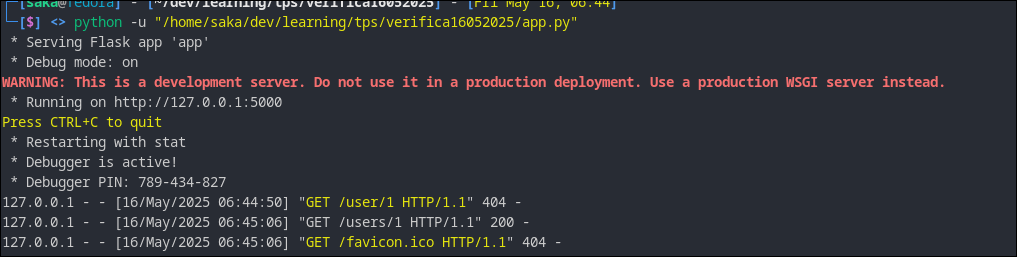 [saka@fedora] - [~/dev/learning/tps/verifica16052025] - [Fri May 16, 06:44]
[$] <> python -u "/home/saka/dev/learning/tps/verifica16052025/app.py"
* Serving Flask app 'app'
* Debug mode: on
WARNING: This is a development server. Do not use it in a production deployment. Use a production WSGI server instead.
* Running on http://127.0.0.1:5000
Press CTRL+C to quit
* Restarting with stat
* Debugger is active!
* Debugger PIN: 789-434-827
127.0.0.1 - - [16/May/2025 06:44:50] "GET /user/1 HTTP/1.1" 404 -
127.0.0.1 - - [16/May/2025 06:45:06] "GET /users/1 HTTP/1.1" 200 -
127.0.0.1 - - [16/May/2025 06:45:06] "GET /favicon.ico HTTP/1.1" 404 -